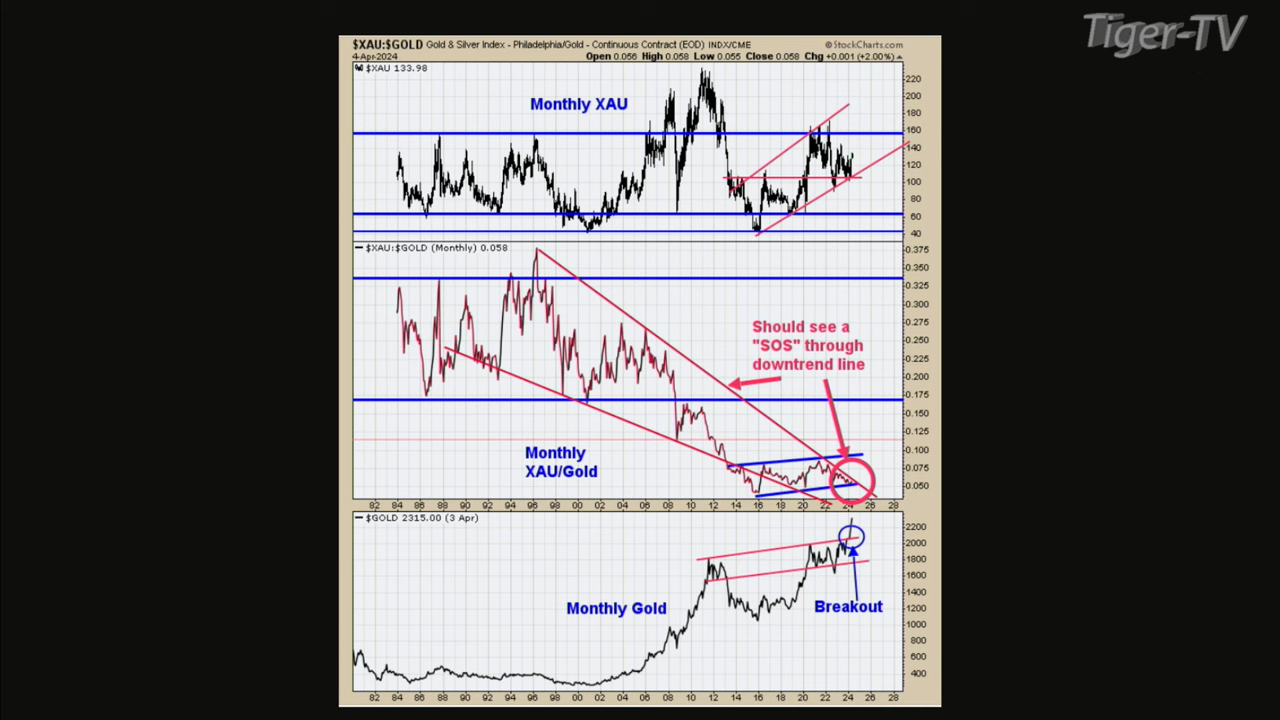 Tiger-TV
$XAU:$GOLD Gold & Silver Index - Philadelphia/Gold - Continuous Contract (EOD) INDX/CME
© StockCharts.com
4-Apr-2024
Open 0.056 High 0.058 Low 0.055 Close 0.058 Chg +0.001 (+2.00%)
$XAU 133.98
Monthly XAU
220
200
180
160
140
120
100
80
60
40
$XAU:$GOLD (Monthly) 0.058
0.375
0.350
0.325
0.300
0.275
0.250
0.225
0.200
0.175
0.150
0.125
0.100
0.075
0.050
Should see a
"SOS" through
downtrend line
Monthly
XAU/Gold
82 84 86 88 90 92 94 96 98 00 02 04 06 08 10 12 14 16 18 20 22 24 26 28
$GOLD 2315.00 (3 Apr)
2200
2000
1800
1600
1400
1200
1000
800
600
400
Monthly Gold
Breakout
82 84 86 88 90 92 94 96 98 00 02 04 06 08 10 12 14 16 18 20 22 24 26 28